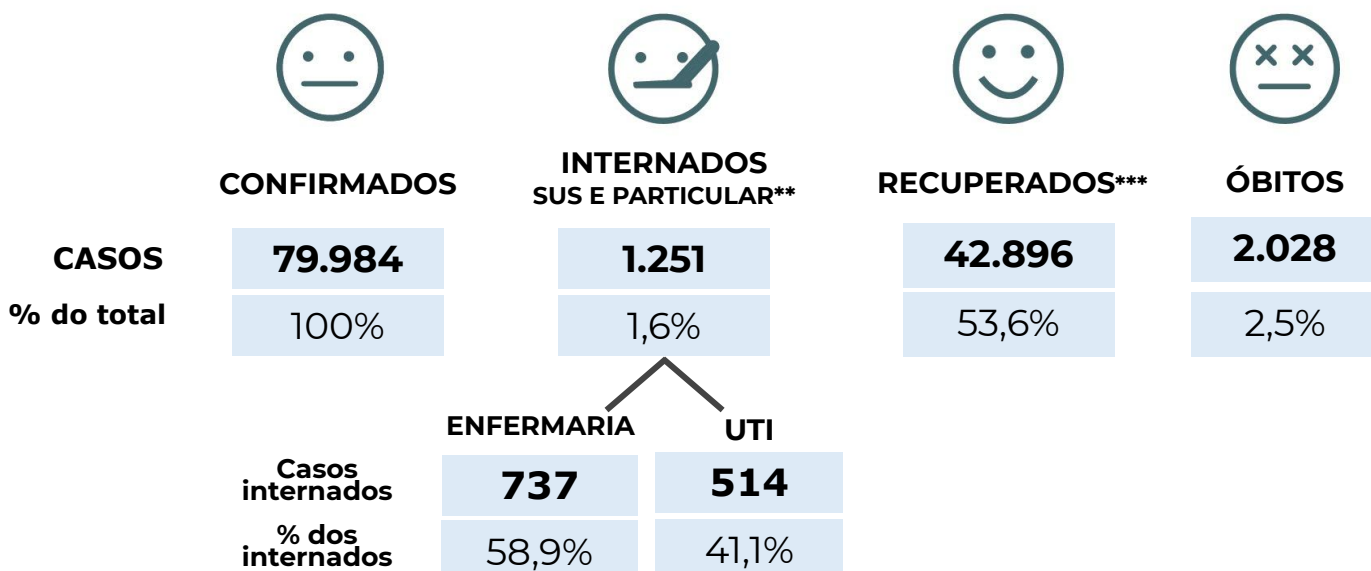 CONFIRMADOS
INTERNADOS
SUS E PARTICULAR**
RECUPERADOS***
ÓBITOS
CASOS 79.984 1.251 42.896 2.028
% do total 100% 1,6% 53,6% 2,5%
ENFERMARIA UTI
Casos
internados
737 514
% dos
internados
58,9% 41,1%